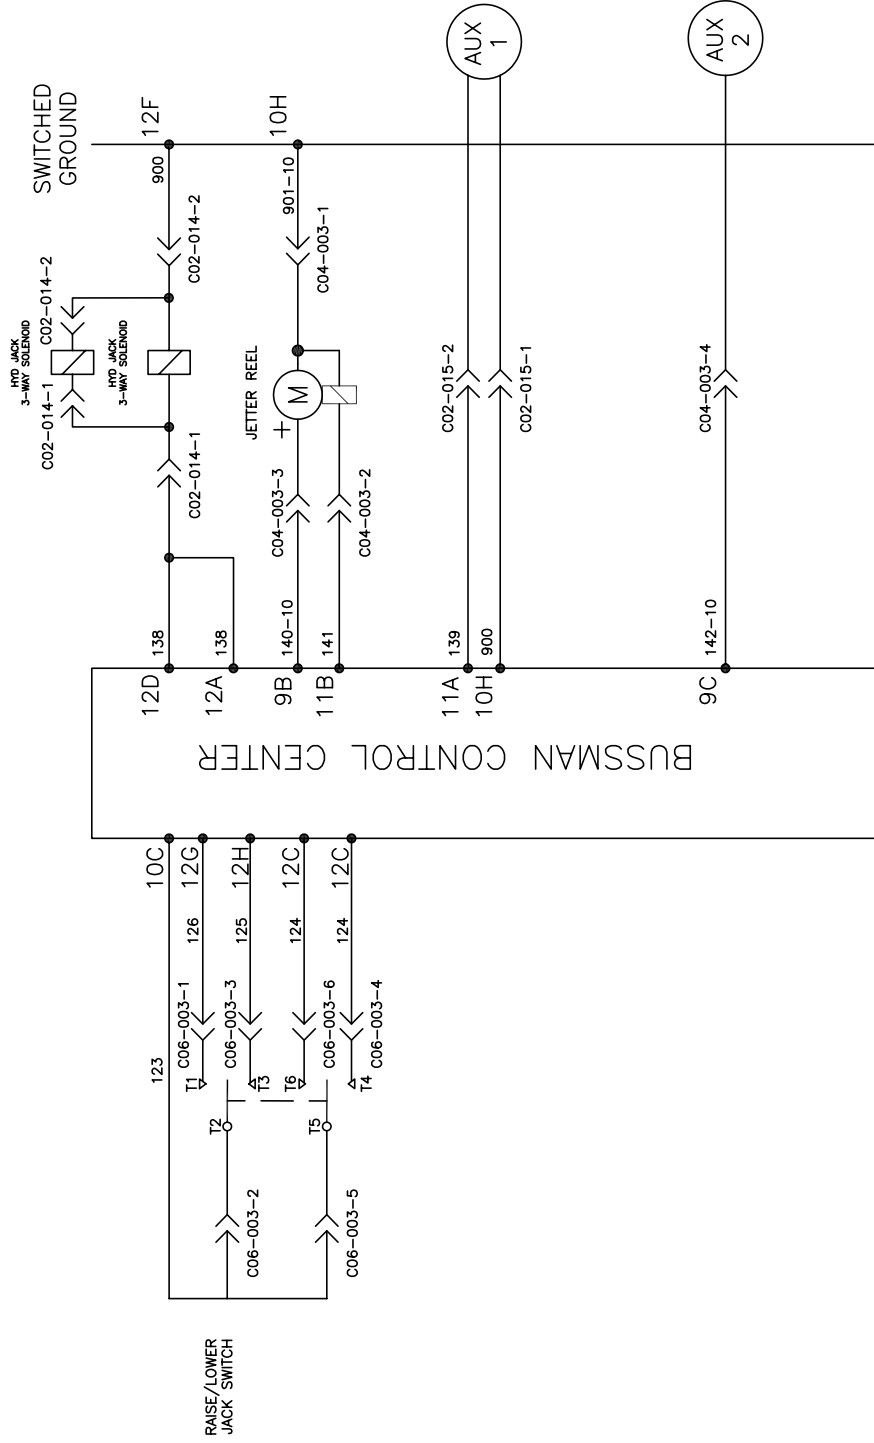 RAISE/LOWER
JACK SWITCH
123
C06-003-2
C06-003-5
T2
T5
T1
T3
T6
T4
C06-003-1
C06-003-3
C06-003-6
C06-003-4
126
125
124
124
10C
12G
12H
12C
12C
BUSSMAN CONTROL CENTER
12D
12A
9B
11B
11A
10H
9C
138
138
140-10
141
139
900
142-10
C02-014-1
C02-014-1
HYD JACK
3-WAY SOLENOID
HYD JACK
3-WAY SOLENOID
C02-014-2
C02-014-2
C04-003-3
C04-003-2
JETTER REEL
+
M
C04-003-1
C02-015-2
C02-015-1
C04-003-4
900
901-10
SWITCHED
GROUND
12F
10H
AUX
1
AUX
2